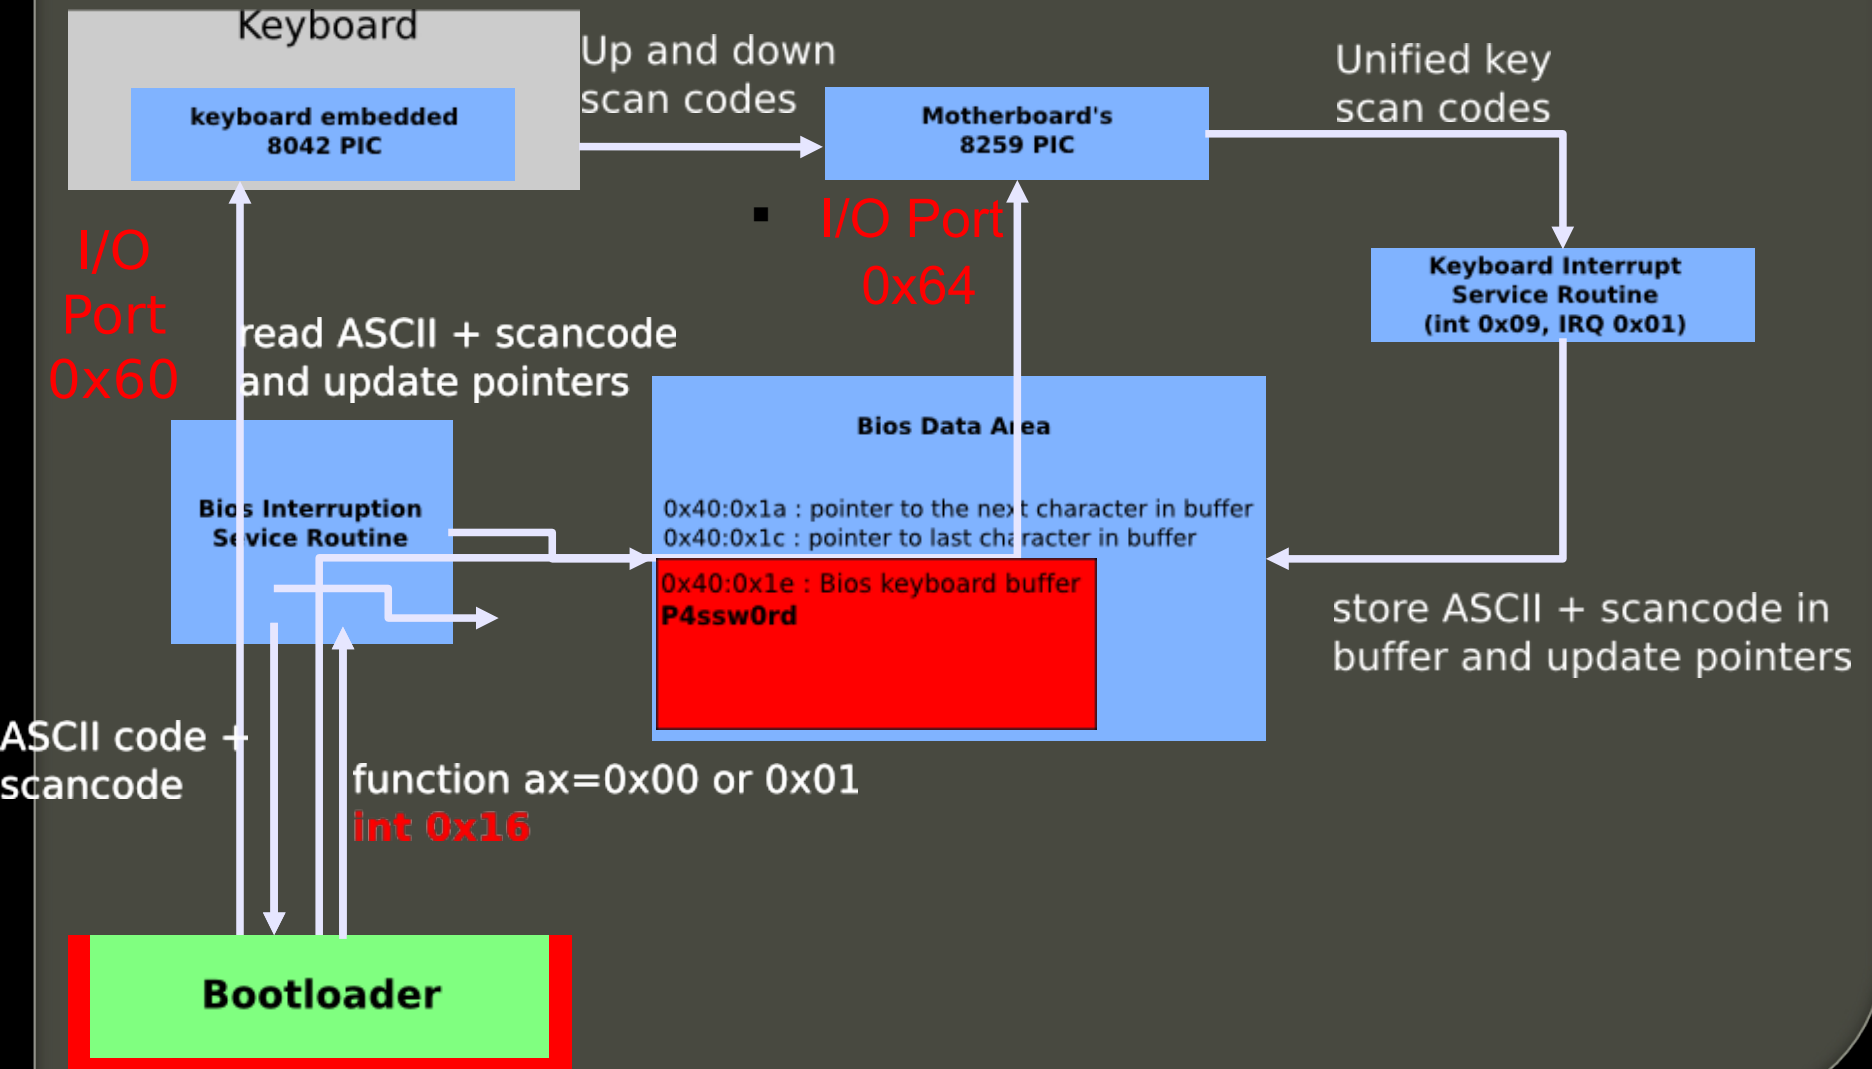 Keyboard
keyboard embedded
8042 PIC
Up and down
scan codes
Motherboard's
8259 PIC
Unified key
scan codes
I/O
Port
0x60
I/O Port
0x64
Keyboard Interrupt
Service Routine
(int 0x09, IRQ 0x01)
read ASCII + scancode
and update pointers
Bios Interruption
Sevice Routine
Bios Data Area
0x40:0x1a : pointer to the next character in buffer
0x40:0x1c : pointer to last character in buffer
0x40:0x1e : Bios keyboard buffer
P4ssw0rd
store ASCII + scancode in
buffer and update pointers
ASCII code +
scancode
function ax=0x00 or 0x01
int 0x16
Bootloader